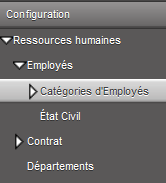 Configuration
Ressources humaines
Employés
Catégories d'Employés
État Civil
Contrat
Départements